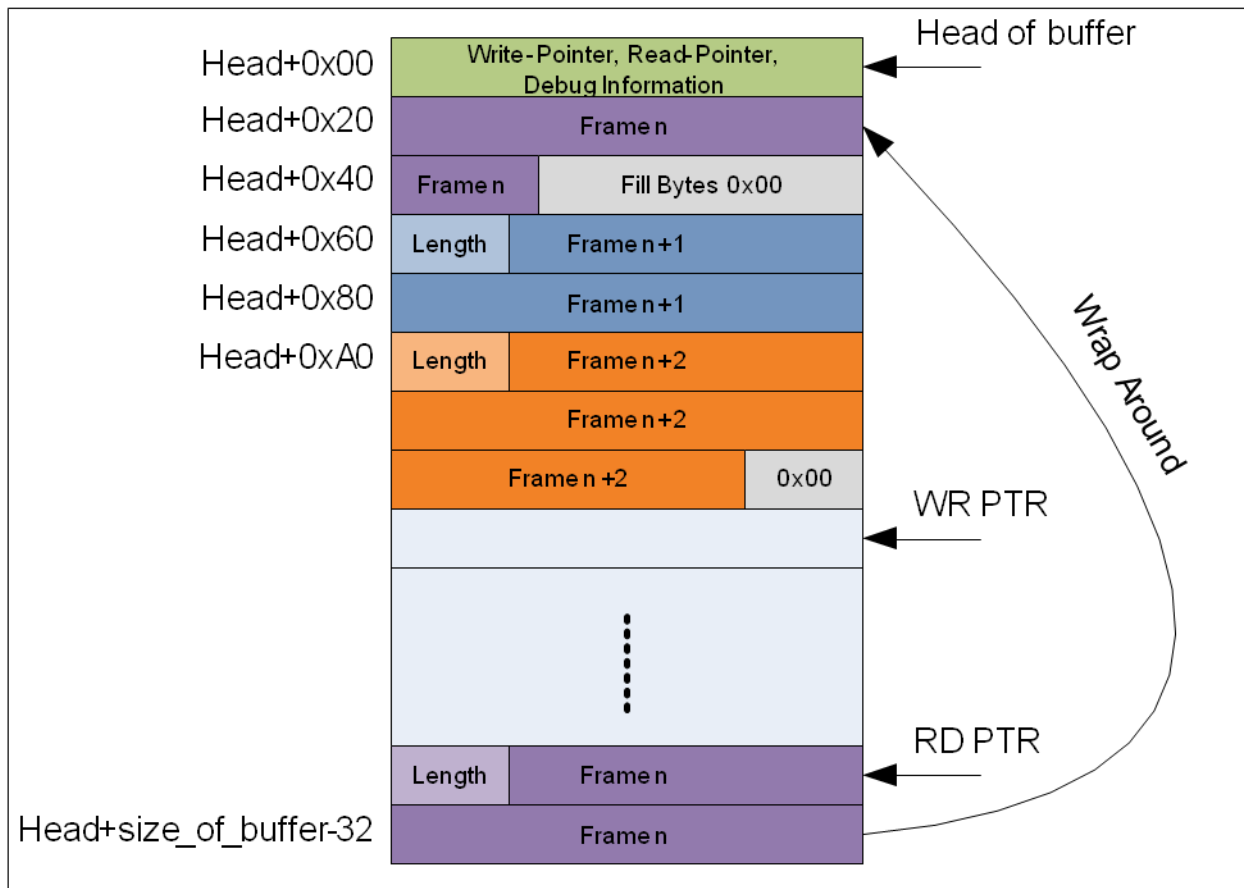 Head of buffer
Head+0x00
Write-Pointer, Read-Pointer,
Debug Information
Head+0x20
Frame n
Head+0x40
Frame n
Fill Bytes 0x00
Head+0x60
Length
Frame n+1
Head+0x80
Frame n+1
Head+0xA0
Length
Frame n+2
Frame n+2
Frame n+2
0x00
Wrap Around
WR PTR
RD PTR
Length
Frame n
Head+size_of_buffer-32
Frame n